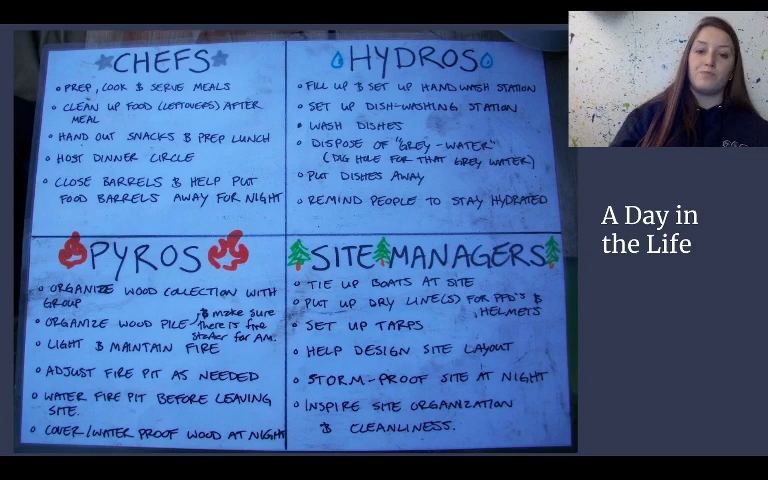 CHEFS
• PREP, COOK & SERVE MEALS
• CLEAN UP FOOD (LEFTOVERS) AFTER
MEAL
• HAND OUT SNACKS & PREP LUNCH
• HOST DINNER CIRCLE
• CLOSE BARRELS & HELP PUT
FOOD BARRELS AWAY FOR NIGHT
HYDROS
• FILL UP & SET UP HANDWASH STATION
• SET UP DISH-WASHING STATION
• WASH DISHES
• DISPOSE OF "GREY-WATER"
(DIG HOLE FOR THAT GREY WATER)
• PUT DISHES AWAY
• REMIND PEOPLE TO STAY HYDRATED
PYROS
• ORGANIZE WOOD COLLECTION WITH
GROUP
• ORGANIZE WOOD PILE, & make sure
there is fire
starter for AM.
• LIGHT & MAINTAIN FIRE
• ADJUST FIRE PIT AS NEEDED
• WATER FIRE PIT BEFORE LEAVING
SITE.
• COVER/WATER PROOF WOOD AT NIGHT
SITE MANAGERS
• TIE UP BOATS AT SITE
• PUT UP DRY LINE(S) FOR PFD'S &
HELMETS
• SET UP TARPS
• HELP DESIGN SITE LAYOUT
• STORM-PROOF SITE AT NIGHT
• INSPIRE SITE ORGANIZATION
& CLEANLINESS.
A Day in
the Life